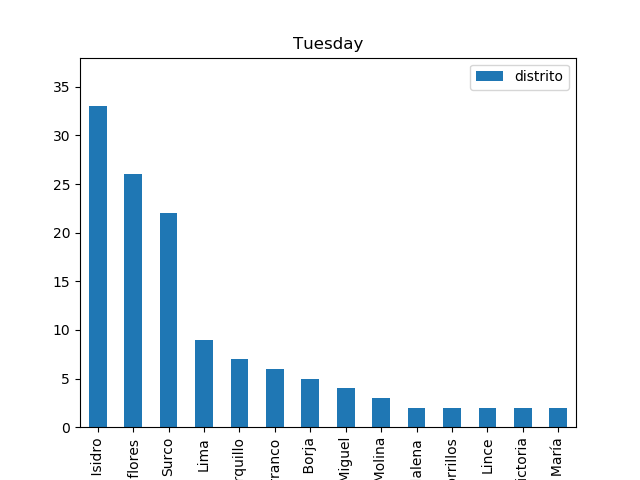 Tuesday
distrito
35
30
25
20
15
10
5
0
Isidro
flores
Surco
Lima
rquillo
ranco
Borja
Miguel
Molina
alena
orrillos
Lince
ictoria
María